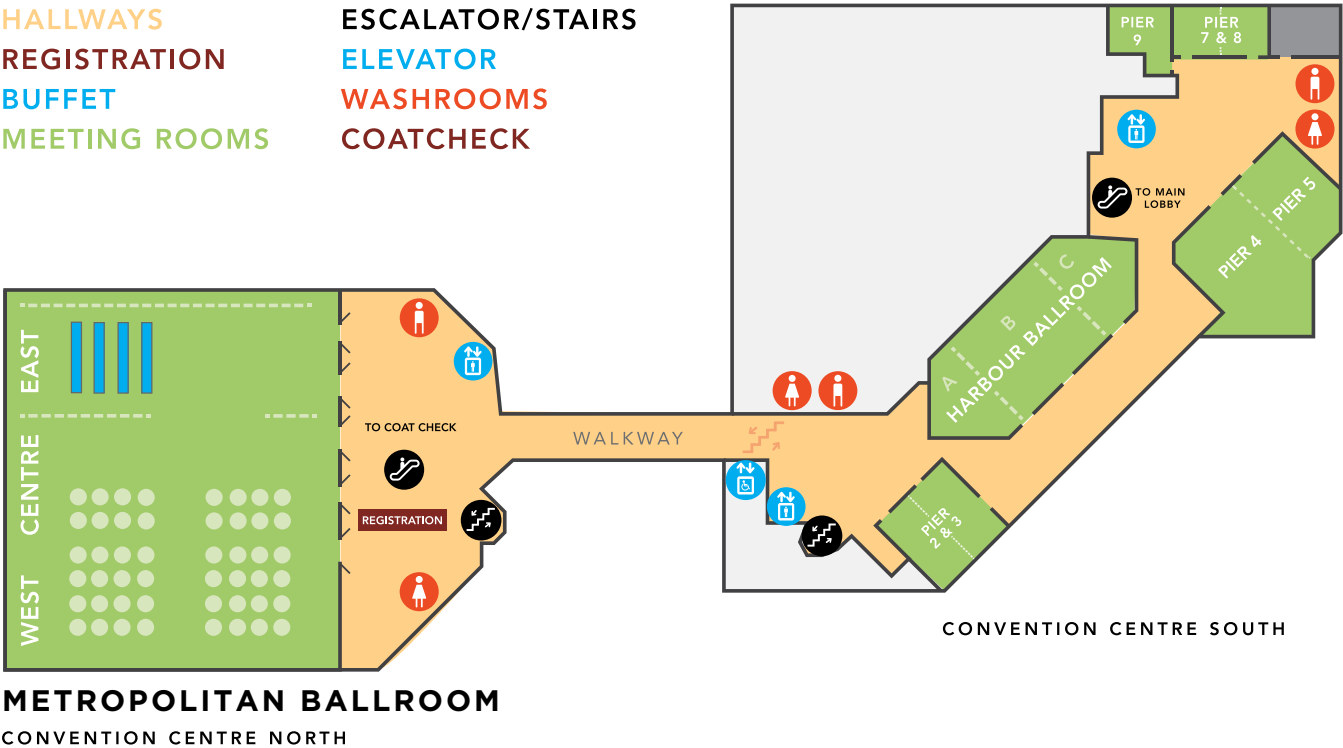 HALLWAYS
REGISTRATION
BUFFET
MEETING ROOMS
ESCALATOR/STAIRS
ELEVATOR
WASHROOMS
COATCHECK
PIER
9
PIER
7 & 8
TO MAIN
LOBBY
PIER 5
PIER 4
C
B
A
HARBOUR BALLROOM
EAST
CENTRE
WEST
TO COAT CHECK
WALKWAY
REGISTRATION
PIER
2 & 3
CONVENTION CENTRE SOUTH
METROPOLITAN BALLROOM
CONVENTION CENTRE NORTH